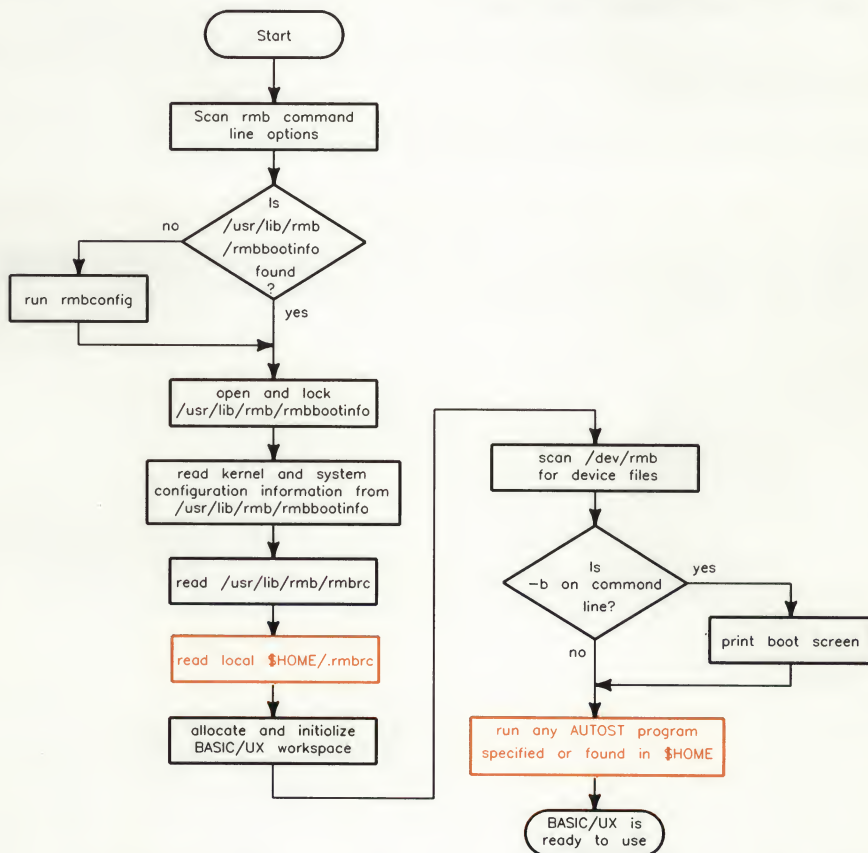 Start
Scan rmb command
line options
Is
/usr/lib/rmb
/rmbbootinfo
found
?
no
yes
run rmbconfig
open and lock
/usr/lib/rmb/rmbbootinfo
read kernel and system
configuration information from
/usr/lib/rmb/rmbbootinfo
read /usr/lib/rmb/rmbrc
read local $HOME/.rmbrc
allocate and initiolize
BASIC/UX workspace
scan /dev/rmb
for device files
Is
-b on commond
line?
yes
no
print boot screen
run any AUTOST program
specified or found in $HOME
BASIC/UX is
ready to use